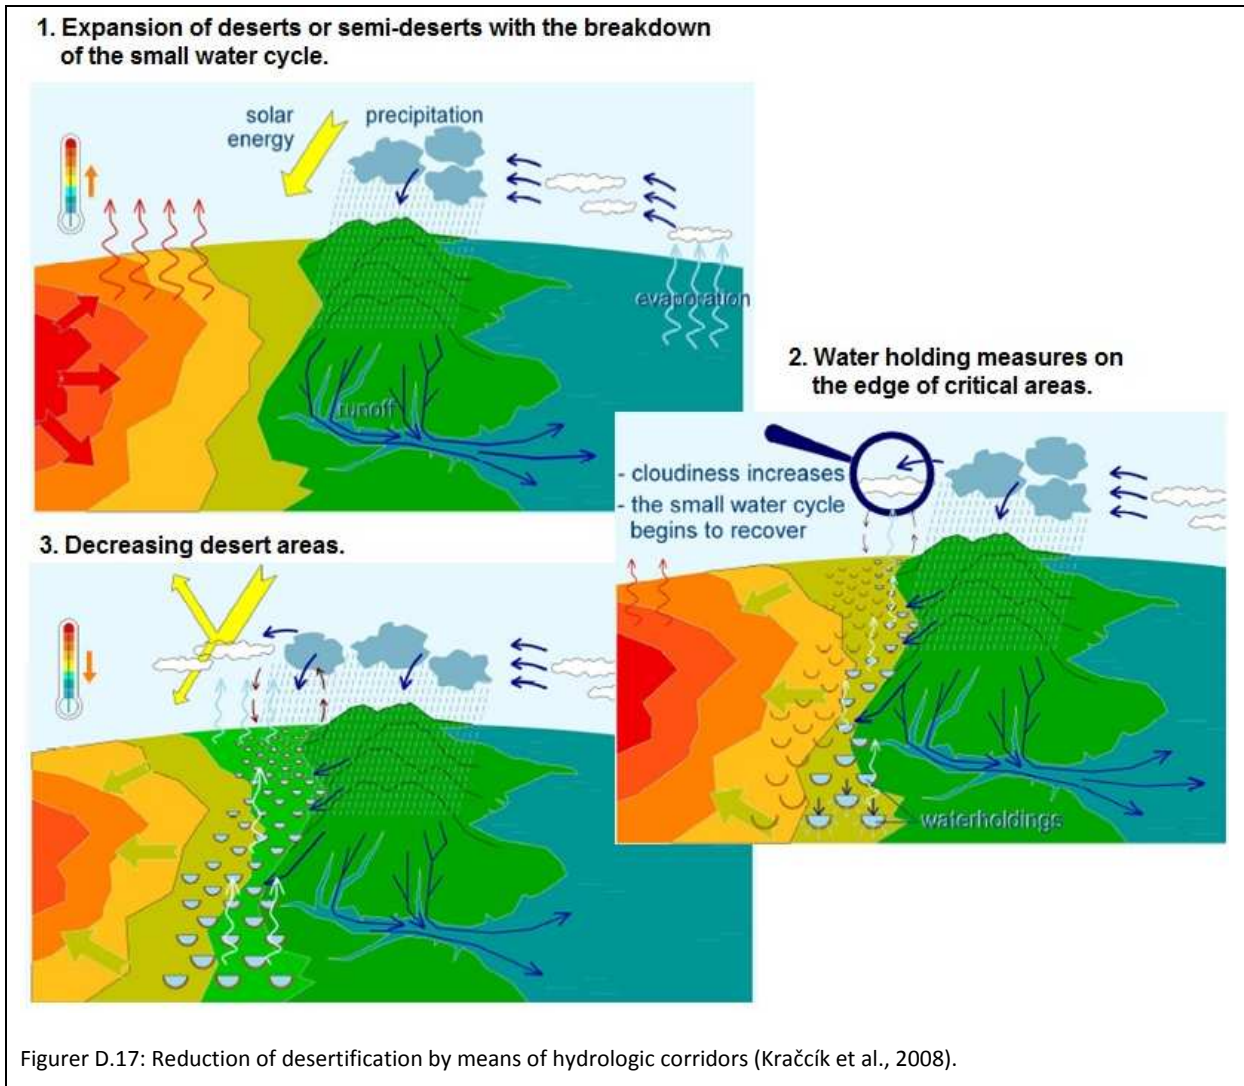 1. Expansion of deserts or semi-deserts with the breakdown
of the small water cycle.
solar
energy
precipitation
evaporation
runoff
2. Water holding measures on
the edge of critical areas.
- cloudiness increases
- the small water cycle
begins to recover
waterholdings
3. Decreasing desert areas.
Figurer D.17: Reduction of desertification by means of hydrologic corridors (Kračcík et al., 2008).